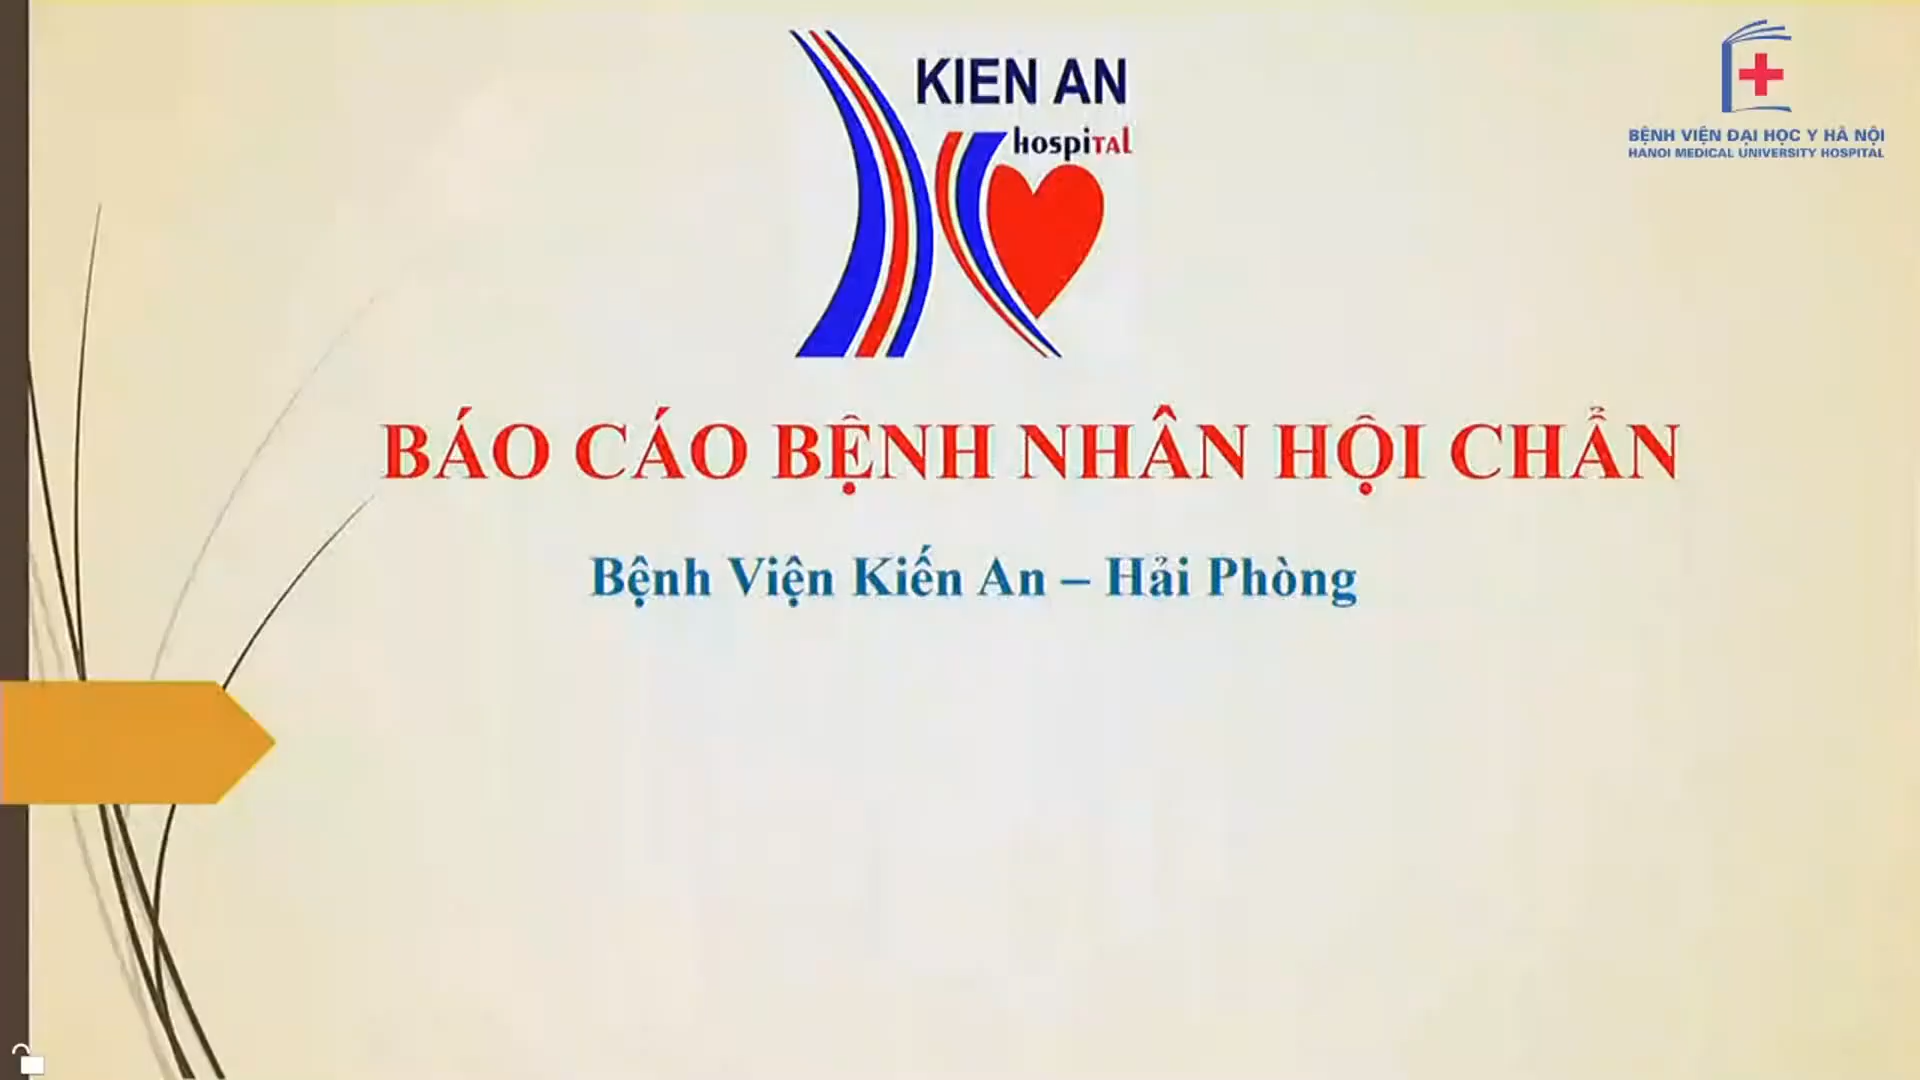 KIEN AN
hospiTAL
BỆNH VIỆN ĐẠI HỌC Y HÀ NỘI
HANOI MEDICAL UNIVERSITY HOSPITAL
BÁO CÁO BỆNH NHÂN HỘI CHẨN
Bệnh Viện Kiến An – Hải Phòng